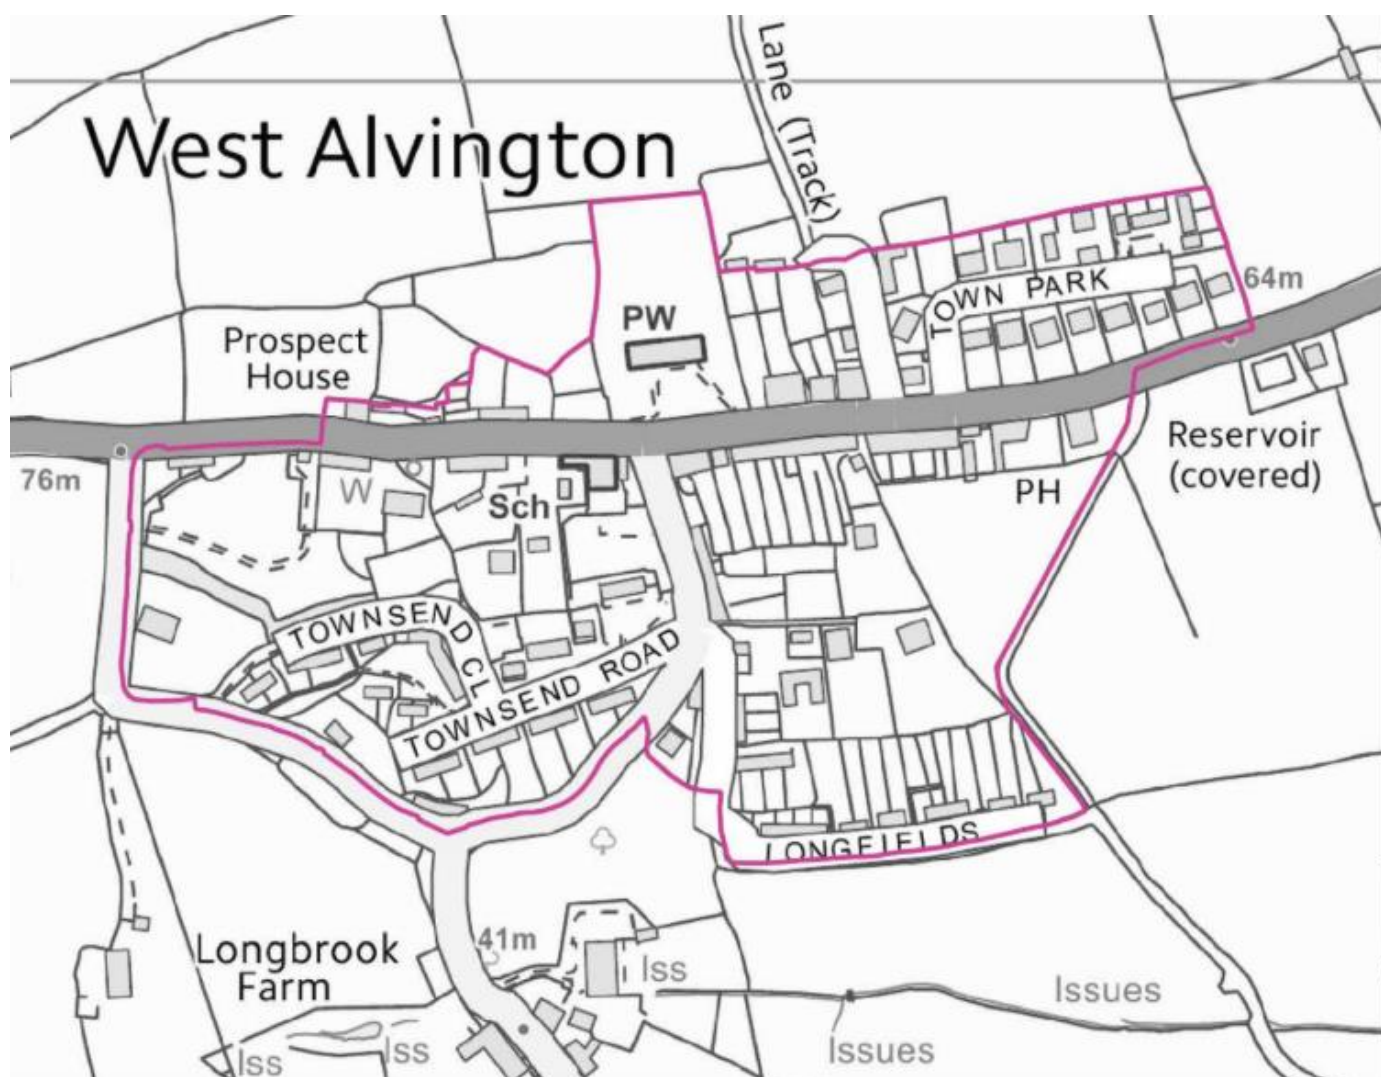 Lane (Track)
West Alvington
TOWN PARK
64m
PW
Prospect
House
Reservoir
(covered)
76m
W
Sch
PH
TOWNSEND CL
TOWNSEND ROAD
LONGFIELDS
41m
Longbrook
Farm
Iss
Issues
Iss
Iss
Issues